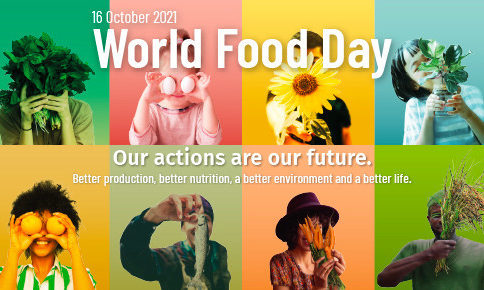 16 October 2021
World Food Day
Our actions are our future.
Better production, better nutrition, a better environment and a better life.